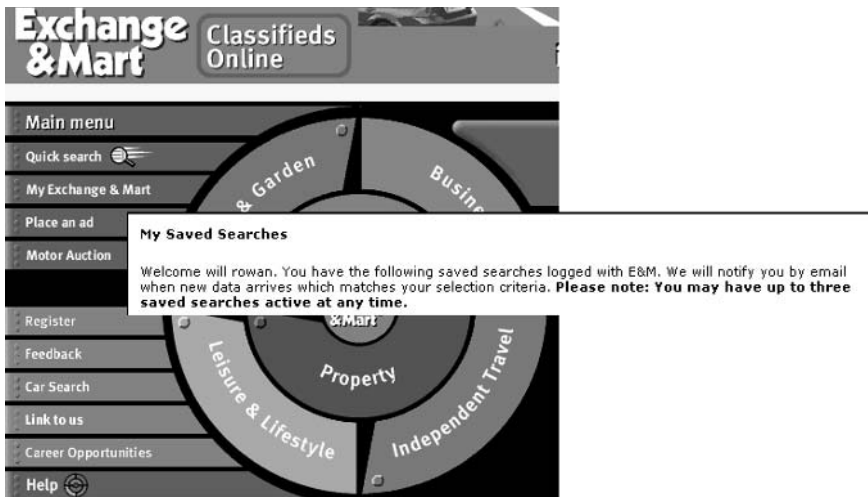 Exchange
&Mart
Classifieds
Online
Main menu
Quick search
My Exchange & Mart
Place an ad
Motor Auction
Register
Feedback
Car Search
Link to us
Career Opportunities
Help
& Garden
My Saved Searches
Welcome will rowan. You have the following saved searches logged with E&M. We will notify you by email
when new data arrives which matches your selection criteria. Please note: You may have up to three
saved searches active at any time.
&Mart
Property
Leisure & Lifestyle
Independent Travel